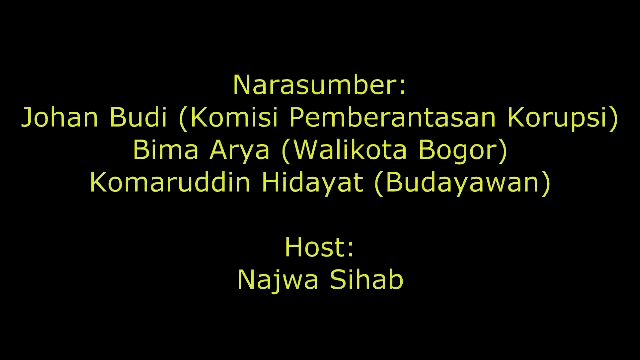 Narasumber:
Johan Budi (Komisi Pemberantasan Korupsi)
Bima Arya (Walikota Bogor)
Komaruddin Hidayat (Budayawan)
Host:
Najwa Sihab